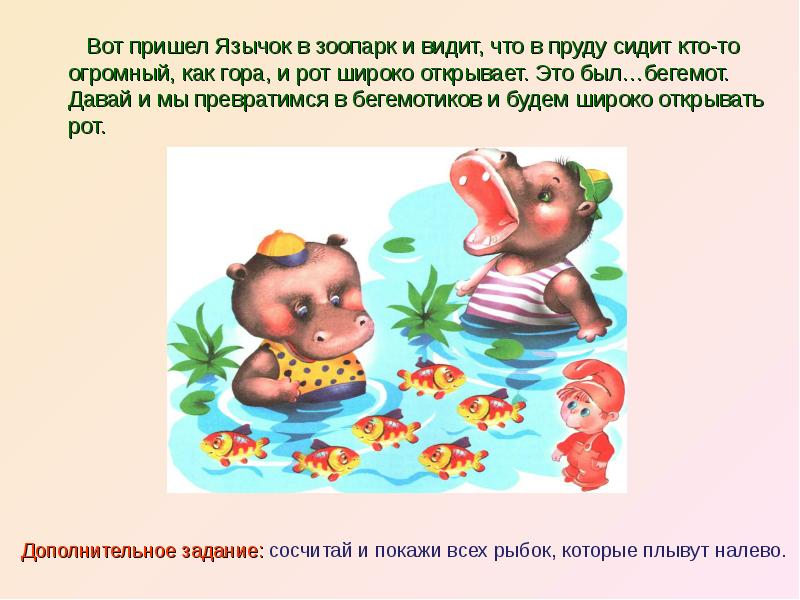 Вот пришел Язычок в зоопарк и видит, что в пруду сидит кто-то
огромный, как гора, и рот широко открывает. Это был…бегемот.
Давай и мы превратимся в бегемотиков и будем широко открывать
рот.
Дополнительное задание: сосчитай и покажи всех рыбок, которые плывут налево.